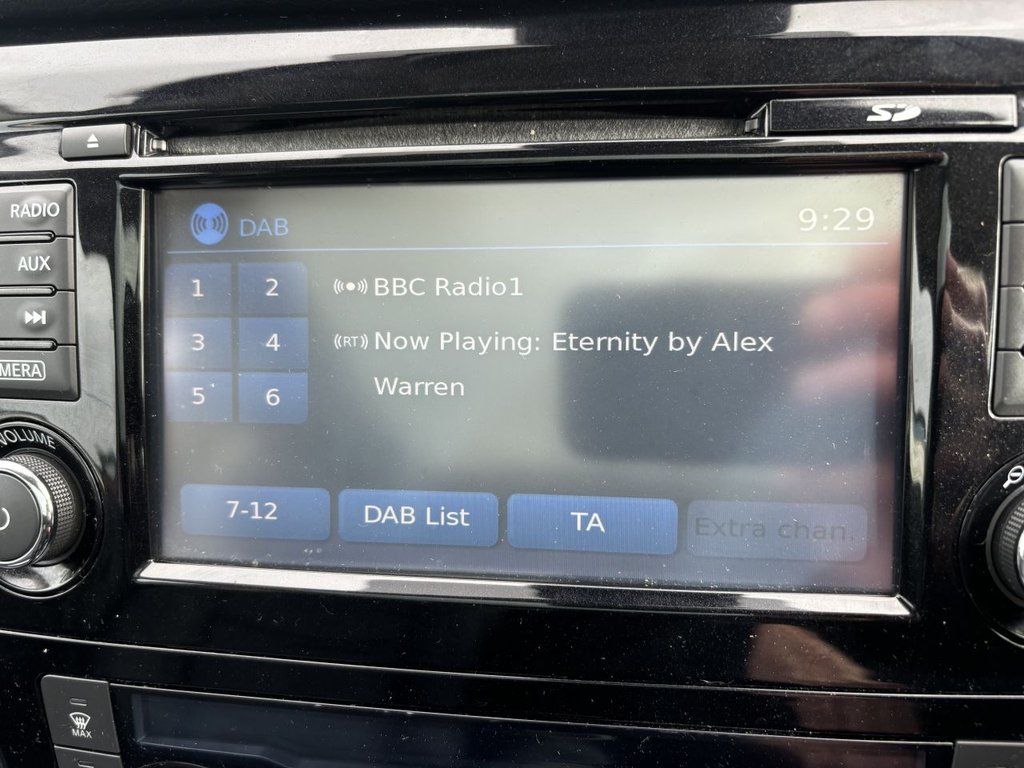 SD
RADIO
AUX
MERA
VOLUME
DAB
9:29
1 2
3 4
5 6
BBC Radio1
(RT) Now Playing: Eternity by Alex
Warren
7-12
DAB List
TA
Extra chan.
MAX